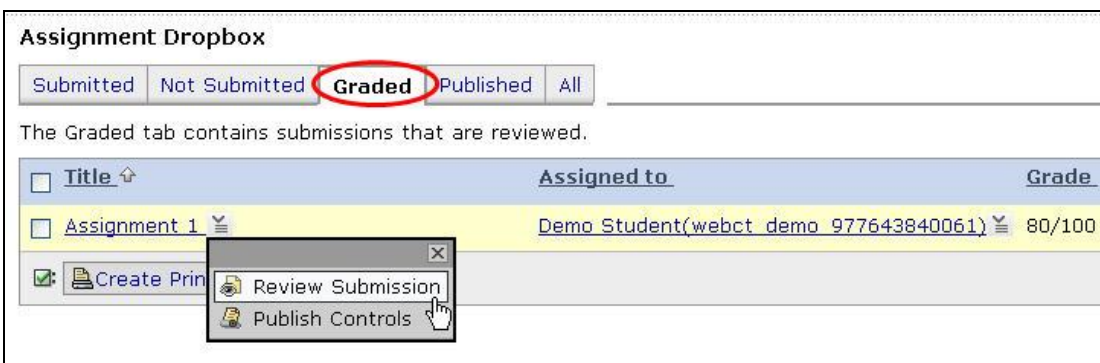 Assignment Dropbox
Submitted Not Submitted Graded Published All
The Graded tab contains submissions that are reviewed.
Title Assigned to Grade
Assignment 1 Demo Student(webct_demo_977643840061) 80/100
Create Prin
Review Submission
Publish Controls